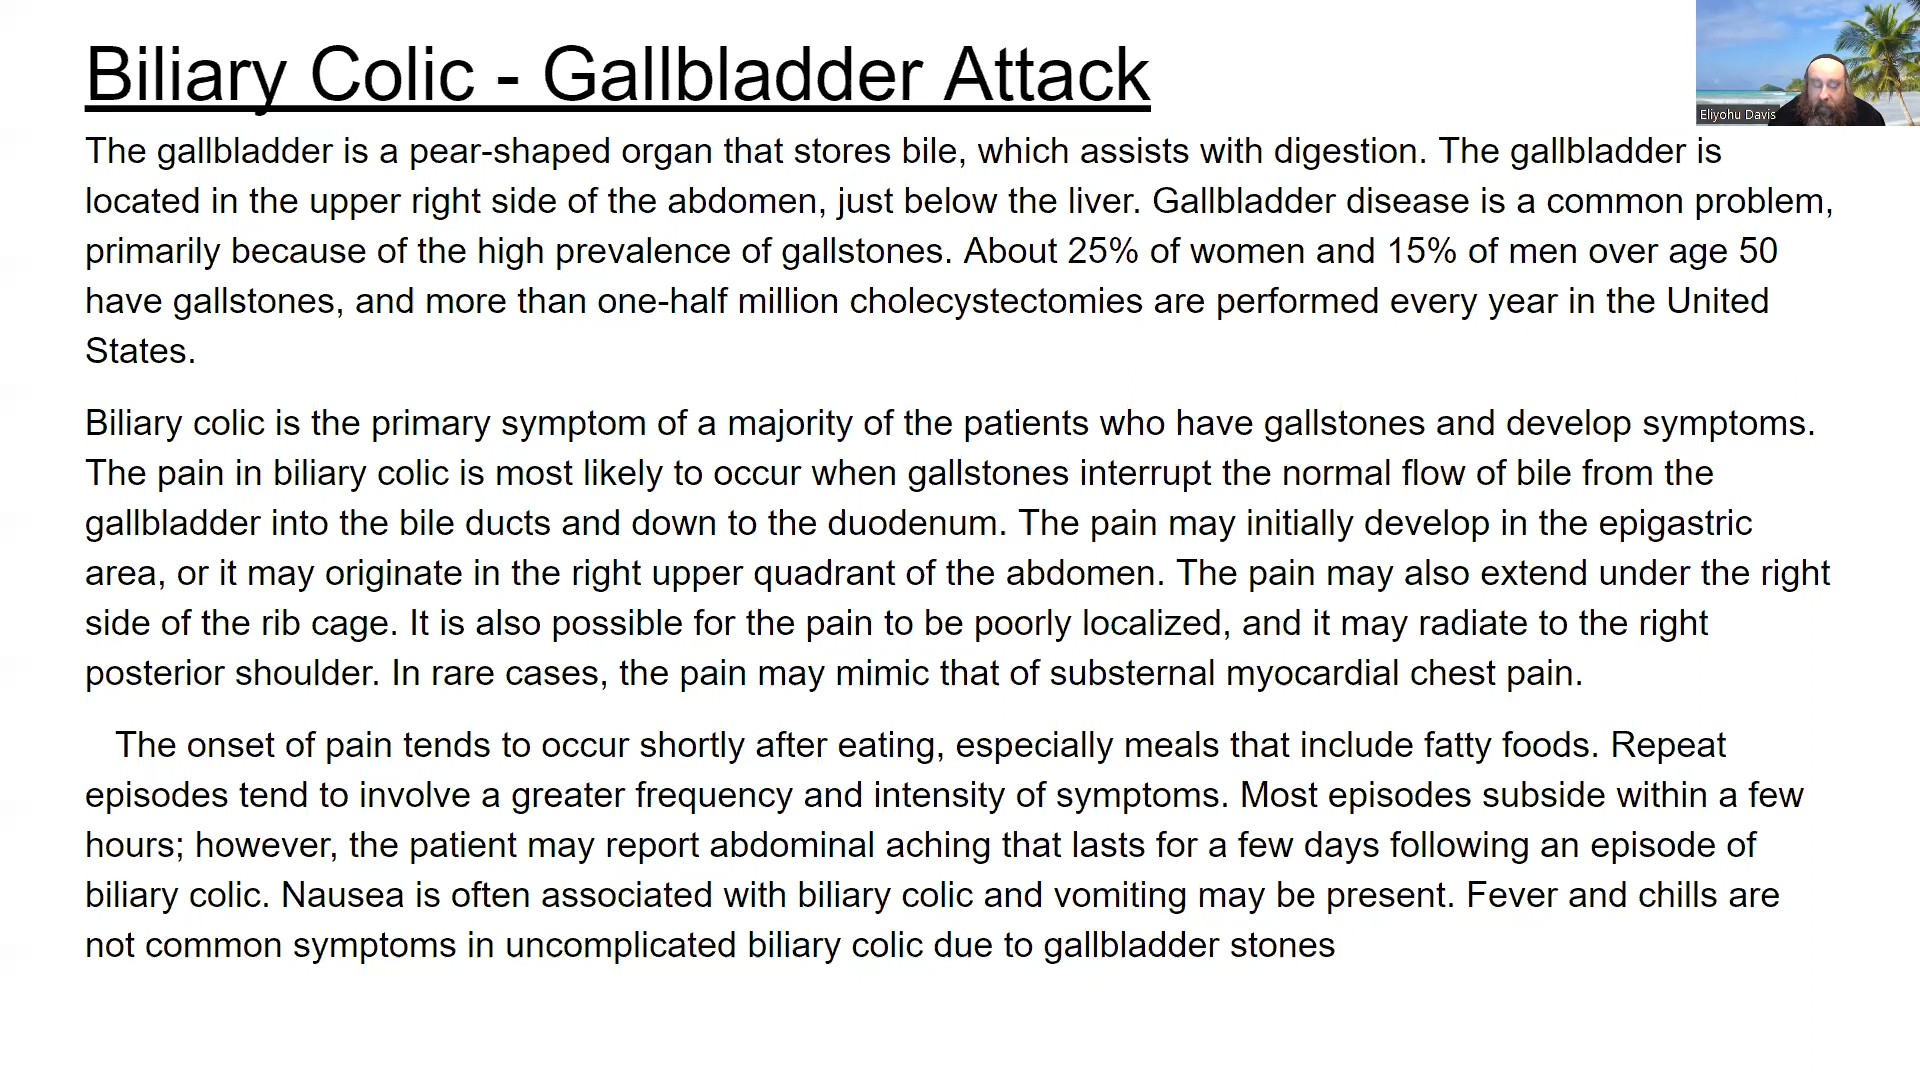 Biliary Colic - Gallbladder Attack
Eliyohu Davis
The gallbladder is a pear-shaped organ that stores bile, which assists with digestion. The gallbladder is
located in the upper right side of the abdomen, just below the liver. Gallbladder disease is a common problem,
primarily because of the high prevalence of gallstones. About 25% of women and 15% of men over age 50
have gallstones, and more than one-half million cholecystectomies are performed every year in the United
States.
Biliary colic is the primary symptom of a majority of the patients who have gallstones and develop symptoms.
The pain in biliary colic is most likely to occur when gallstones interrupt the normal flow of bile from the
gallbladder into the bile ducts and down to the duodenum. The pain may initially develop in the epigastric
area, or it may originate in the right upper quadrant of the abdomen. The pain may also extend under the right
side of the rib cage. It is also possible for the pain to be poorly localized, and it may radiate to the right
posterior shoulder. In rare cases, the pain may mimic that of substernal myocardial chest pain.
The onset of pain tends to occur shortly after eating, especially meals that include fatty foods. Repeat
episodes tend to involve a greater frequency and intensity of symptoms. Most episodes subside within a few
hours; however, the patient may report abdominal aching that lasts for a few days following an episode of
biliary colic. Nausea is often associated with biliary colic and vomiting may be present. Fever and chills are
not common symptoms in uncomplicated biliary colic due to gallbladder stones